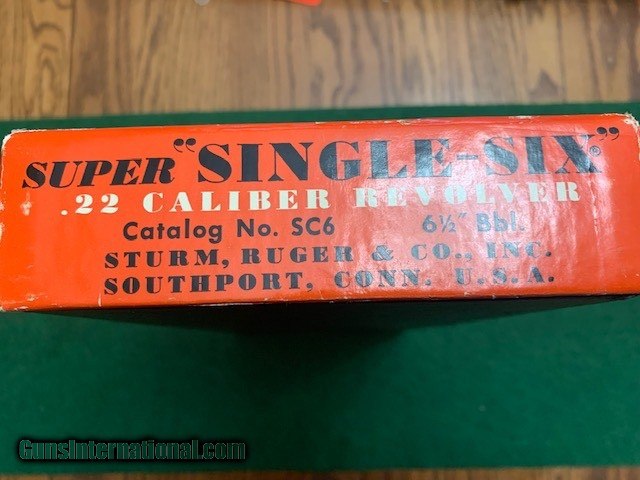 SUPER "SINGLE-SIX®"
.22 CALIBER REVOLVER
Catalog No. SC6 6½" Bbl.
STURM, RUGER & CO., INC.
SOUTHPORT, CONN. U.S.A.
GunsInternational.com